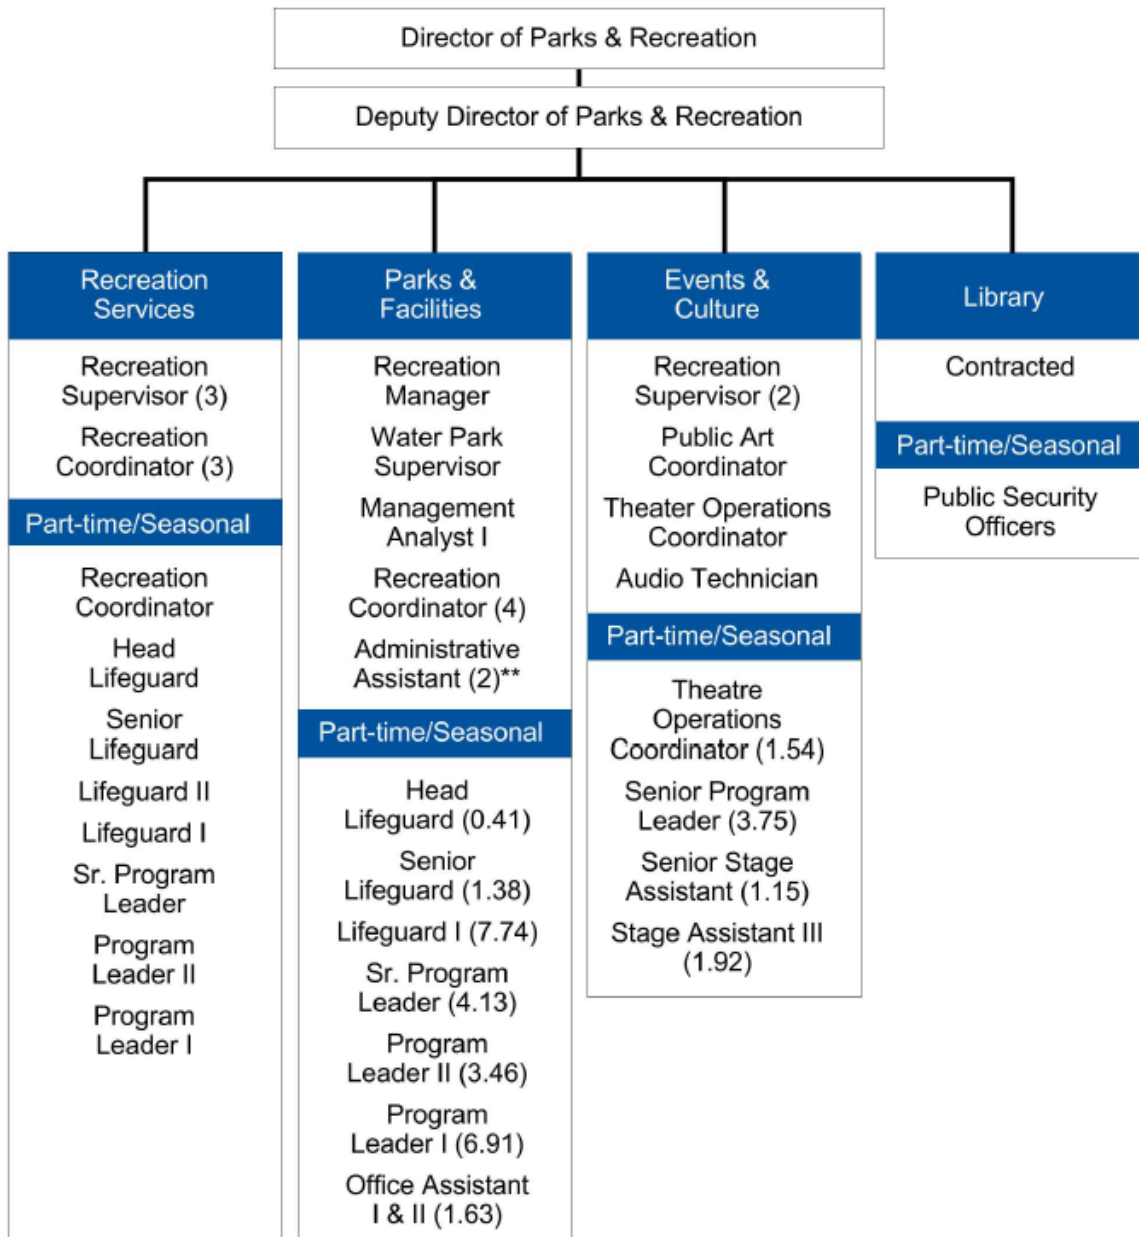 Director of Parks & Recreation
Deputy Director of Parks & Recreation
Recreation
Services
Recreation
Supervisor (3)
Recreation
Coordinator (3)
Part-time/Seasonal
Recreation
Coordinator
Head
Lifeguard
Senior
Lifeguard
Lifeguard II
Lifeguard I
Sr. Program
Leader
Program
Leader II
Program
Leader I
Parks &
Facilities
Recreation
Manager
Water Park
Supervisor
Management
Analyst I
Recreation
Coordinator (4)
Administrative
Assistant (2)**
Part-time/Seasonal
Head
Lifeguard (0.41)
Senior
Lifeguard (1.38)
Lifeguard I (7.74)
Sr. Program
Leader (4.13)
Program
Leader II (3.46)
Program
Leader I (6.91)
Office Assistant
I & II (1.63)
Events &
Culture
Recreation
Supervisor (2)
Public Art
Coordinator
Theater Operations
Coordinator
Audio Technician
Part-time/Seasonal
Theatre
Operations
Coordinator (1.54)
Senior Program
Leader (3.75)
Senior Stage
Assistant (1.15)
Stage Assistant III
(1.92)
Library
Contracted
Part-time/Seasonal
Public Security
Officers